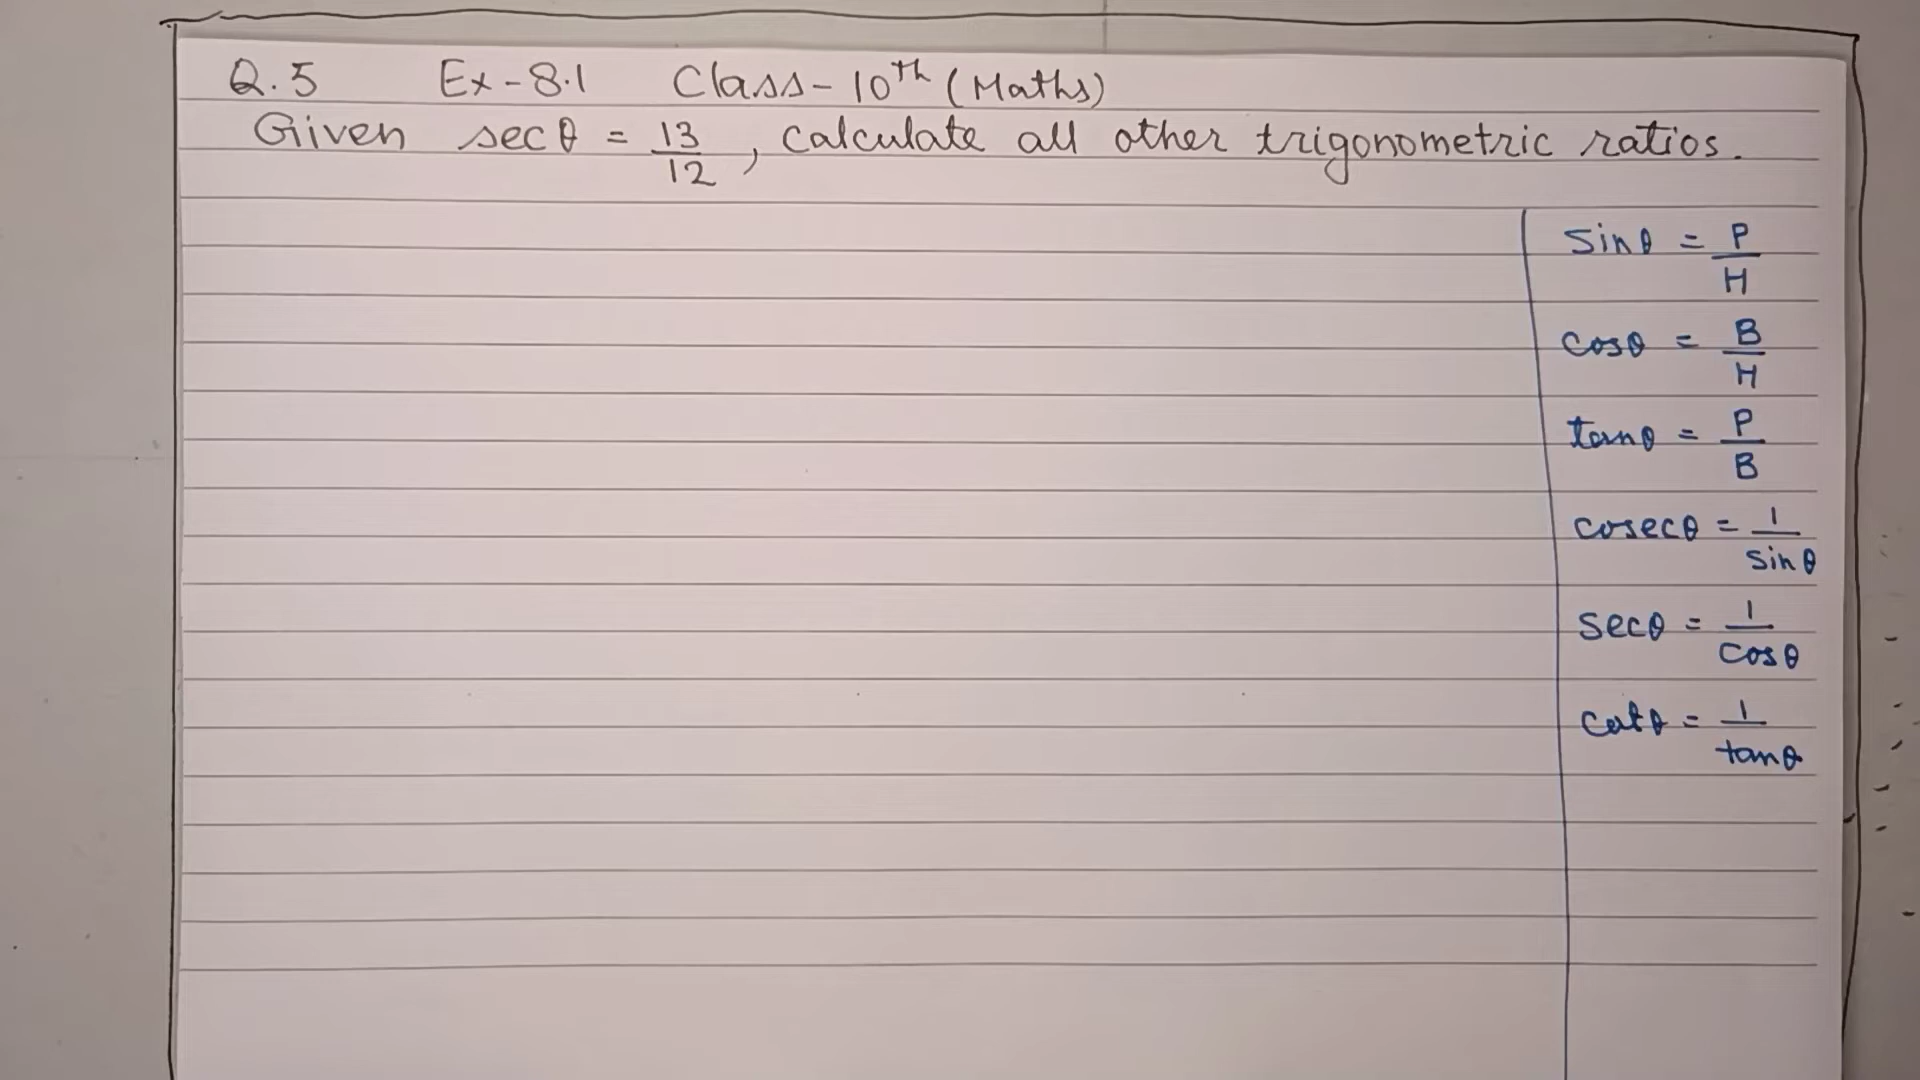 Q.5 Ex-8.1 Class-10th (Maths)
Given secθ = 13/12, calculate all other trigonometric ratios.
sinθ = P/H
cosθ = B/H
tanθ = P/B
cosecθ = 1/sinθ
secθ = 1/cosθ
cotθ = 1/tanθ